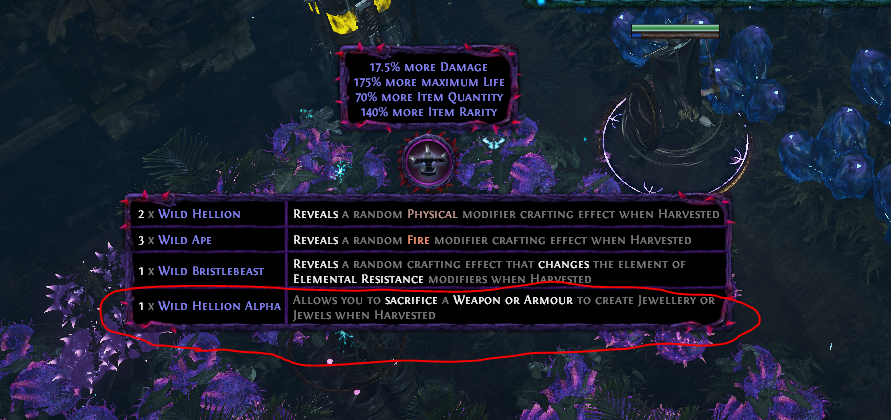 17.5% more Damage
175% more maximum Life
70% more Item Quantity
140% more Item Rarity
2 x Wild Hellion
Reveals a random Physical modifier crafting effect when Harvested
3 x Wild Ape
Reveals a random Fire modifier crafting effect when Harvested
1 x Wild Bristlebeast
Reveals a random crafting effect that changes the element of
Elemental Resistance modifiers when Harvested
1 x Wild Hellion Alpha
Allows you to sacrifice a Weapon or Armour to create Jewellery or
Jewels when Harvested